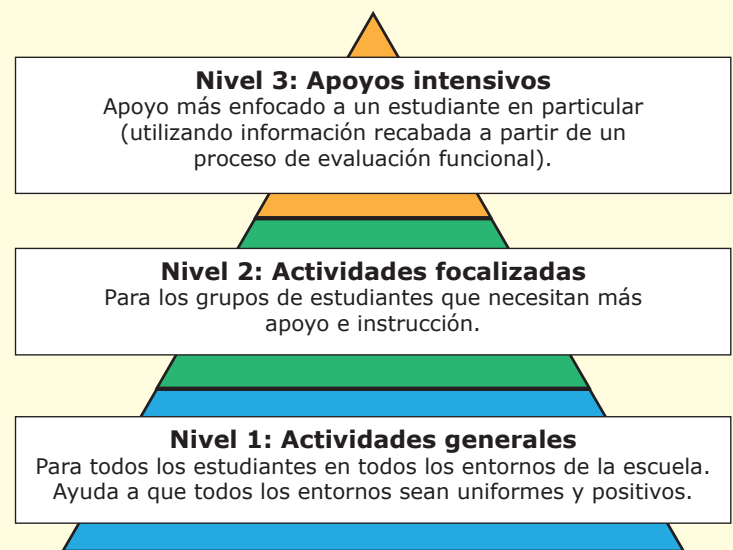 Nivel 3: Apoyos intensivos
Apoyo más enfocado a un estudiante en particular
(utilizando información recabada a partir de un
proceso de evaluación funcional).
Nivel 2: Actividades focalizadas
Para los grupos de estudiantes que necesitan más
apoyo e instrucción.
Nivel 1: Actividades generales
Para todos los estudiantes en todos los entornos de la escuela.
Ayuda a que todos los entornos sean uniformes y positivos.